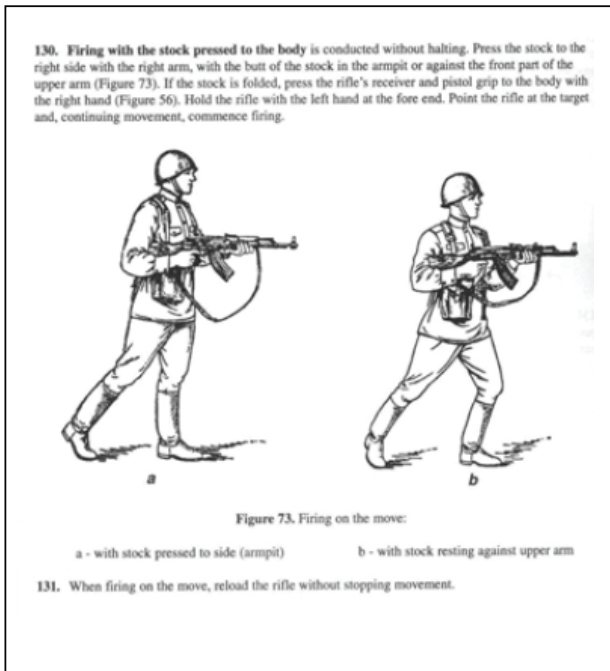 130. Firing with the stock pressed to the body is conducted without halting. Press the stock to the
right side with the right arm, with the butt of the stock in the armpit or against the front part of the
upper arm (Figure 73). If the stock is folded, press the rifle's receiver and pistol grip to the body with
the right hand (Figure 56). Hold the rifle with the left hand at the fore end. Point the rifle at the target
and, continuing movement, commence firing.
a
b
Figure 73. Firing on the move:
a - with stock pressed to side (armpit)
b - with stock resting against upper arm
131. When firing on the move, reload the rifle without stopping movement.